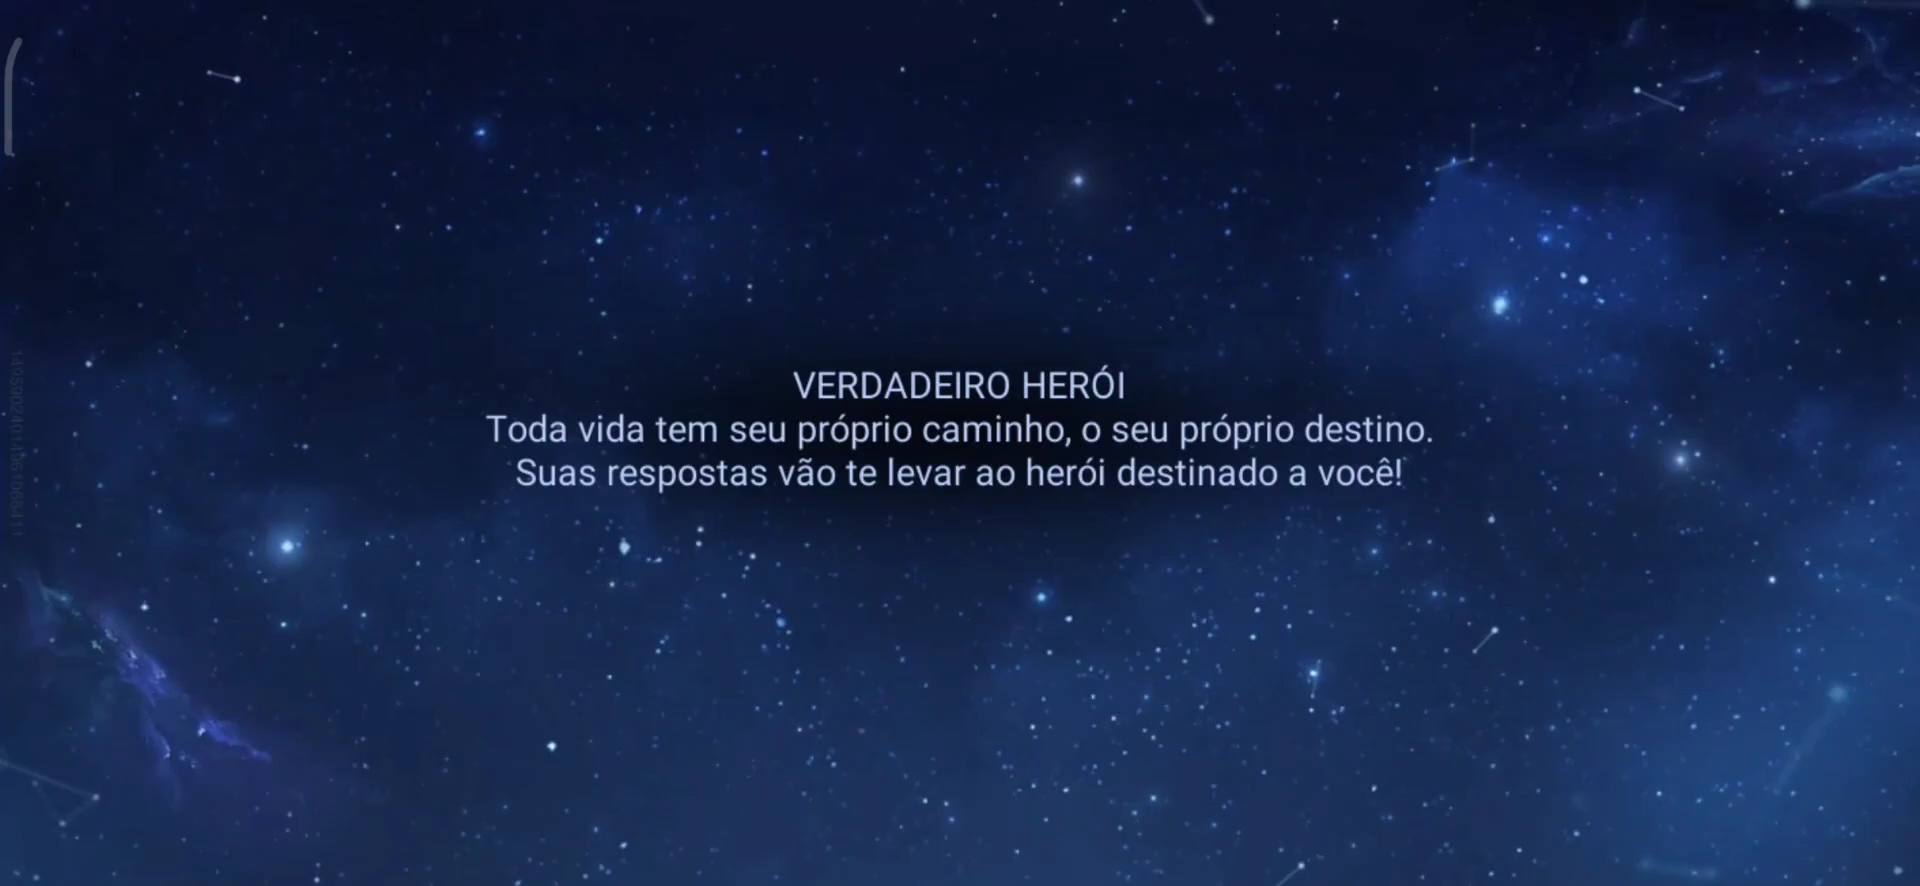 VERDADEIRO HERÓI
Toda vida tem seu próprio caminho, o seu próprio destino.
Suas respostas vão te levar ao herói destinado a você!